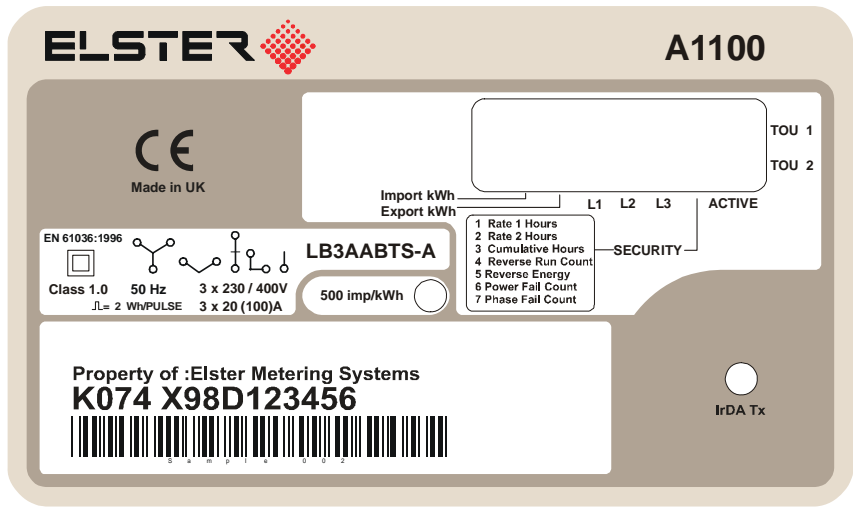 ELSTER
A1100
TOU 1
TOU 2
CE
Made in UK
Import kWh
Export kWh
L1 L2 L3 ACTIVE
1 Rate 1 Hours
2 Rate 2 Hours
3 Cumulative Hours
4 Reverse Run Count
5 Reverse Energy
6 Power Fail Count
7 Phase Fail Count
SECURITY
EN 61036:1996
LB3AABTS-A
Class 1.0 50 Hz 3 x 230 / 400V
= 2 Wh/PULSE 3 x 20 (100)A
500 imp/kWh
Property of :Elster Metering Systems
K074 X98D123456
Sample 002
IrDA Tx